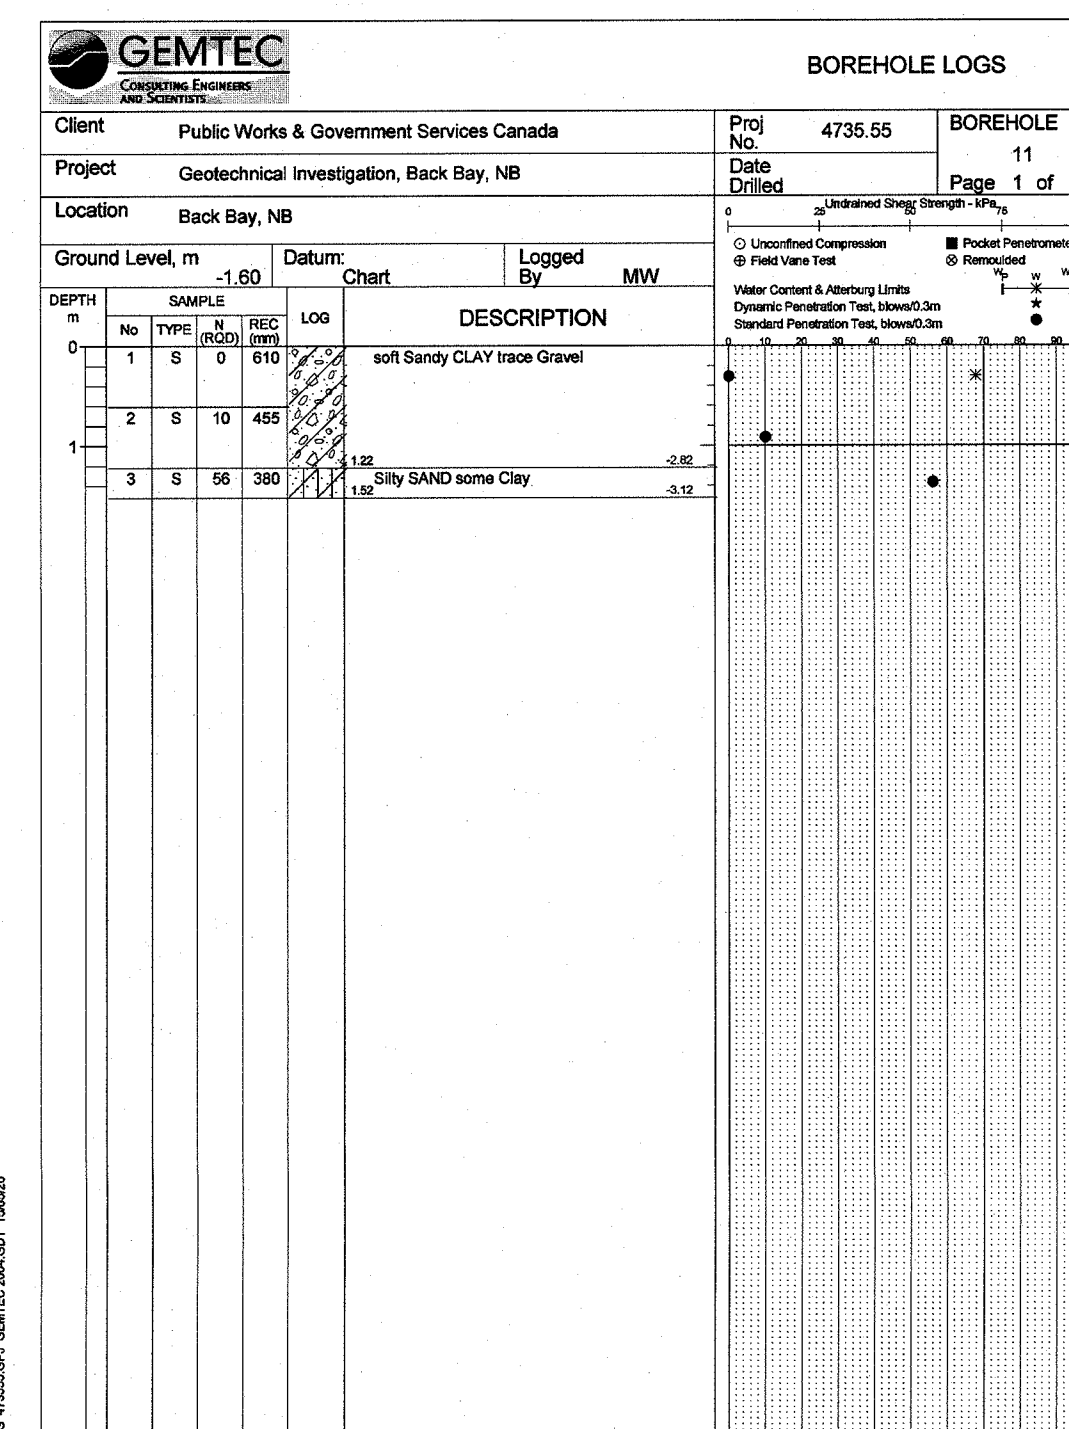 GEMTEC
CONSULTING ENGINEERS
AND SCIENTISTS
BOREHOLE LOGS
Client Public Works & Government Services Canada
Project Geotechnical Investigation, Back Bay, NB
Location Back Bay, NB
Proj No. 4735.55
Date Drilled
BOREHOLE
11
Page 1 of
Ground Level, m -1.60
Datum: Chart
Logged By MW
Undrained Shear Strength - kPa
0 25 50 75
Unconfined Compression
Pocket Penetromete
Field Vane Test
Remoulded
Wp W W
Water Content & Atterburg Limits
Dynamic Penetration Test, blows/0.3m
Standard Penetration Test, blows/0.3m
DEPTH m
SAMPLE
No TYPE N (RQD) REC (mm)
LOG
DESCRIPTION
0 10 20 30 40 50 60 70 80 90
0
1 S 0 610 soft Sandy CLAY trace Gravel
2 S 10 455
1
1.22 -2.82
3 S 56 380 Silty SAND some Clay
1.52 -3.12